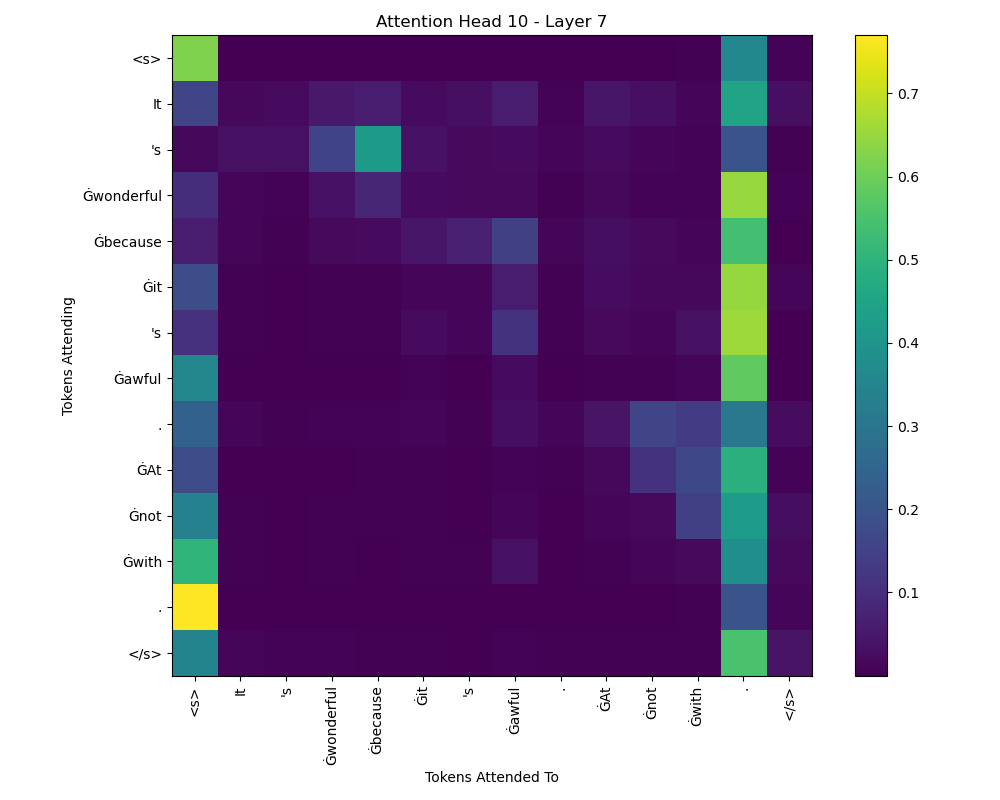 Attention Head 10 - Layer 7
<s>
It
's
Ġwonderful
Ġbecause
Ġit
's
Ġawful
.
ĠAt
Ġnot
Ġwith
.
</s>
Tokens Attending
<s>
It
's
Ġwonderful
Ġbecause
Ġit
's
Ġawful
.
ĠAt
Ġnot
Ġwith
.
</s>
Tokens Attended To
0.7
0.6
0.5
0.4
0.3
0.2
0.1